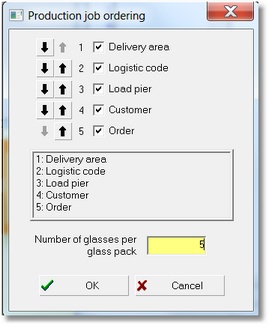 Production job ordering
1 Delivery area
2 Logistic code
3 Load pier
4 Customer
5 Order
1: Delivery area
2: Logistic code
3: Load pier
4: Customer
5: Order
Number of glasses per
glass pack
5
OK Cancel